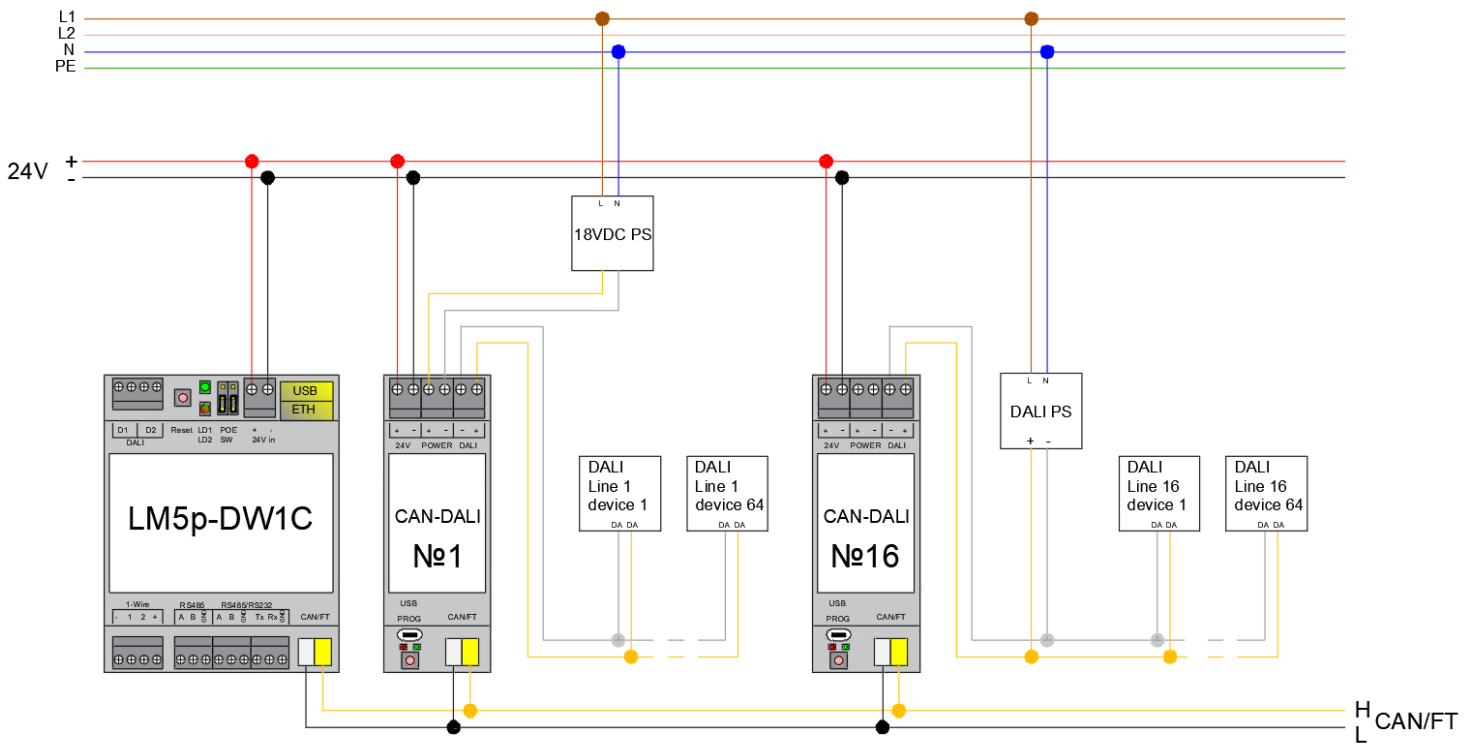 L1
L2
N
PE
24V + -
L N
18VDC PS
L N
DALI PS
+ -
USB
ETH
D1 D2
DALI
Reset LD1 POE + -
LD2 SW 24V in
LM5p-DW1C
1-Wire RS485 RS485/RS232
- 1 2 + A B GND A B GND Tx Rx GND CAN/FT
+ - + - - +
24V POWER DALI
CAN-DALI
№1
USB
PROG CAN/FT
DALI
Line 1
device 1
DA DA
DALI
Line 1
device 64
DA DA
+ - + - - +
24V POWER DALI
CAN-DALI
№16
USB
PROG CAN/FT
DALI
Line 16
device 1
DA DA
DALI
Line 16
device 64
DA DA
H
L
CAN/FT